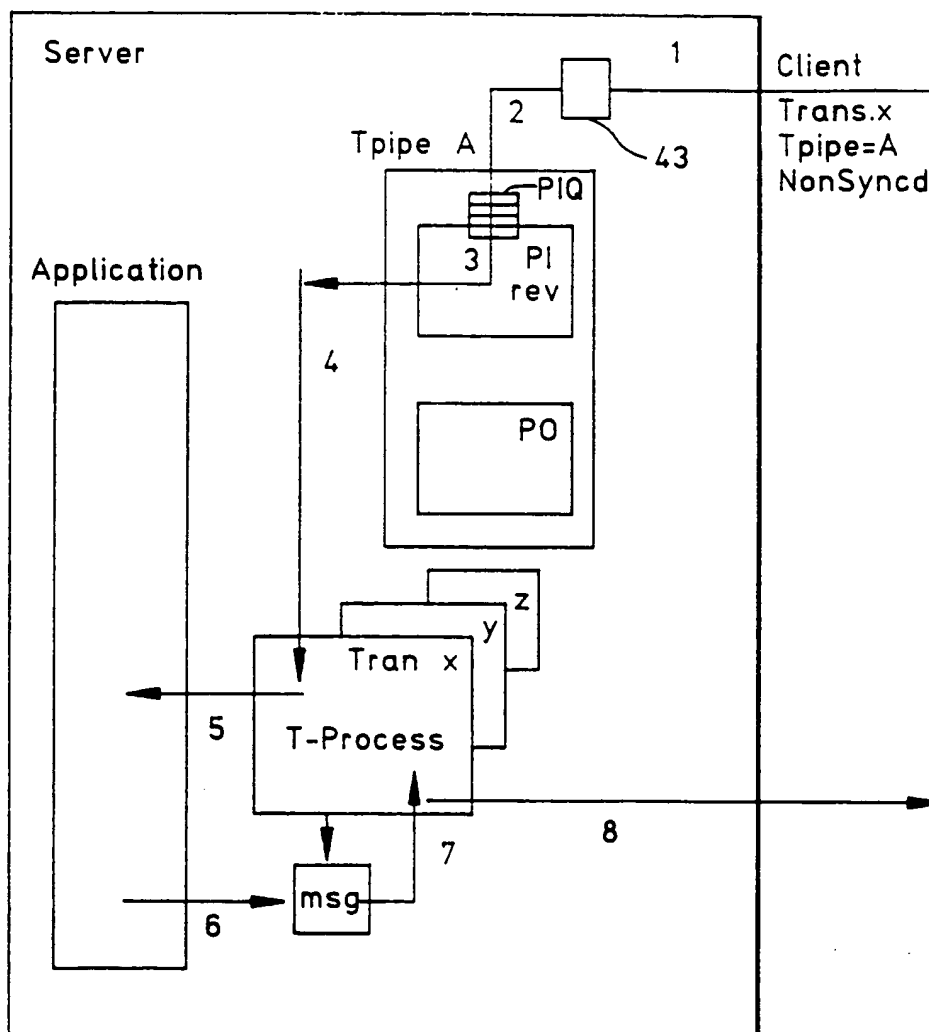 Server
1
Client
Trans.x
Tpipe=A
NonSyncd
2
43
Tpipe A
PIQ
3
PI
rev
Application
4
PO
z
y
Tran x
5
T-Process
8
7
msg
6